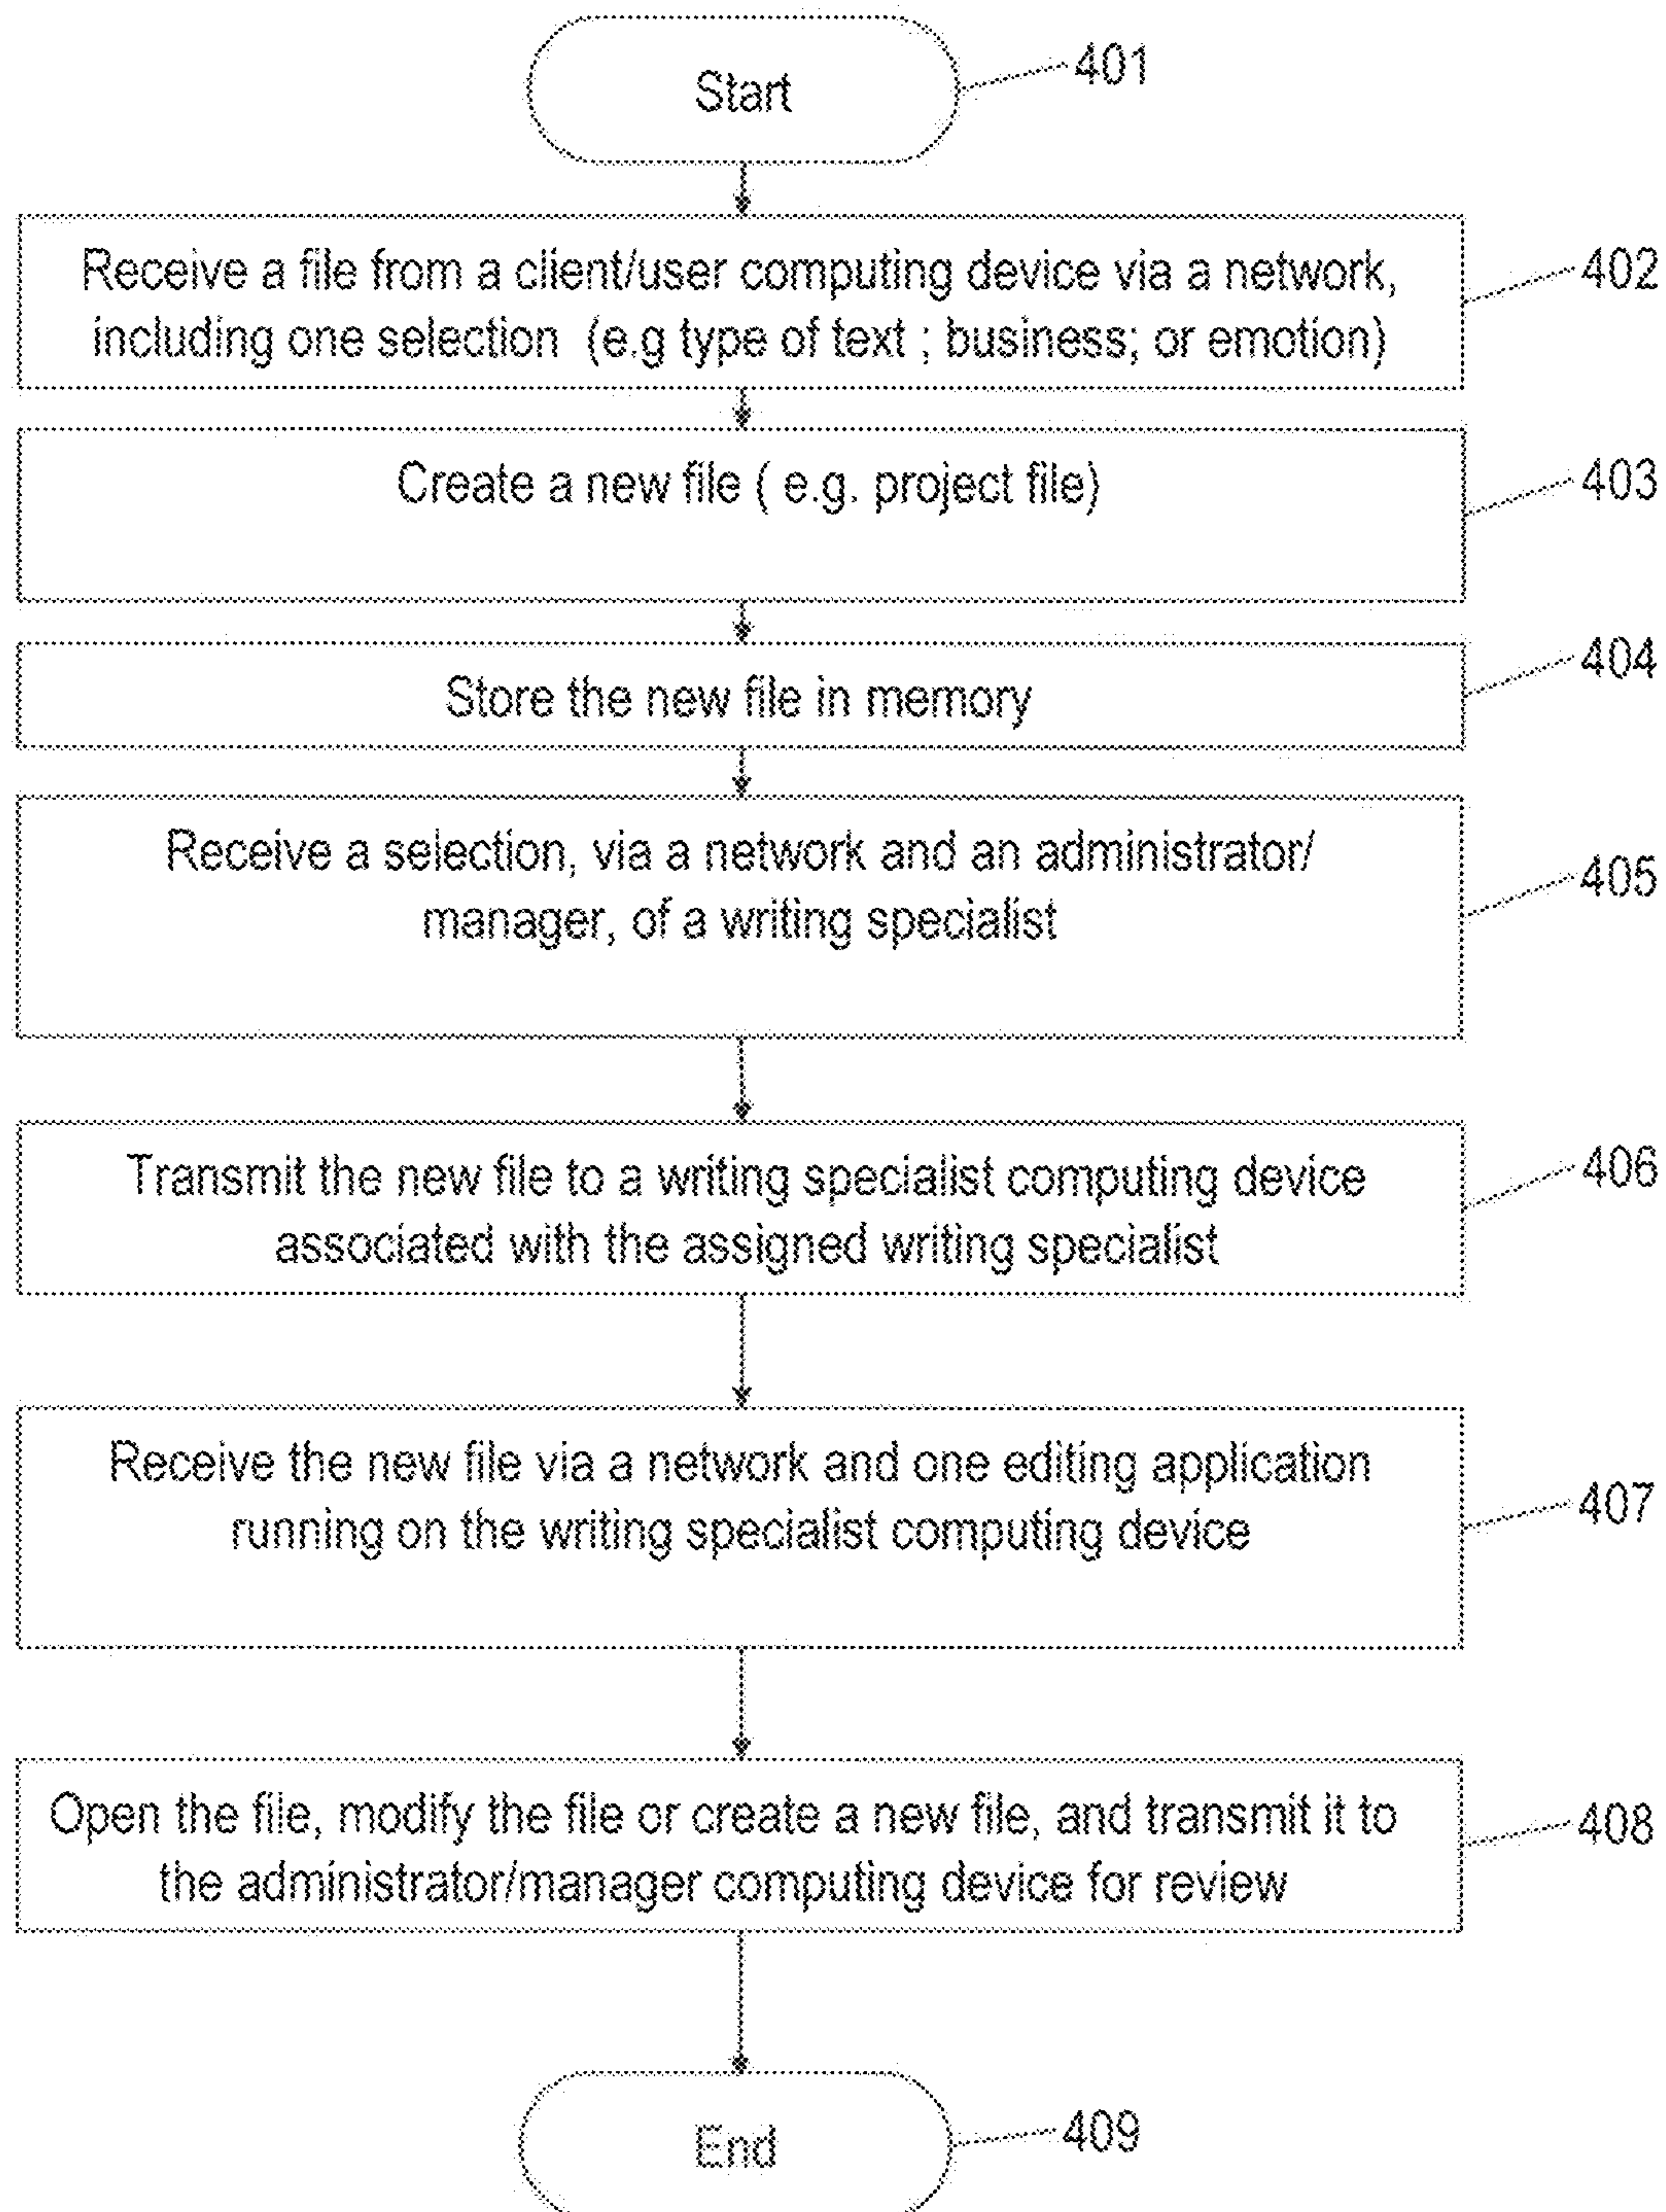 Start
401
Receive a file from a client/user computing device via a network,
including one selection (e.g type of text ; business; or emotion)
402
Create a new file ( e.g. project file)
403
Store the new file in memory
404
Receive a selection, via a network and an administrator/
manager, of a writing specialist
405
Transmit the new file to a writing specialist computing device
associated with the assigned writing specialist
406
Receive the new file via a network and one editing application
running on the writing specialist computing device
407
Open the file, modify the file or create a new file, and transmit it to
the administrator/manager computing device for review
408
End
409